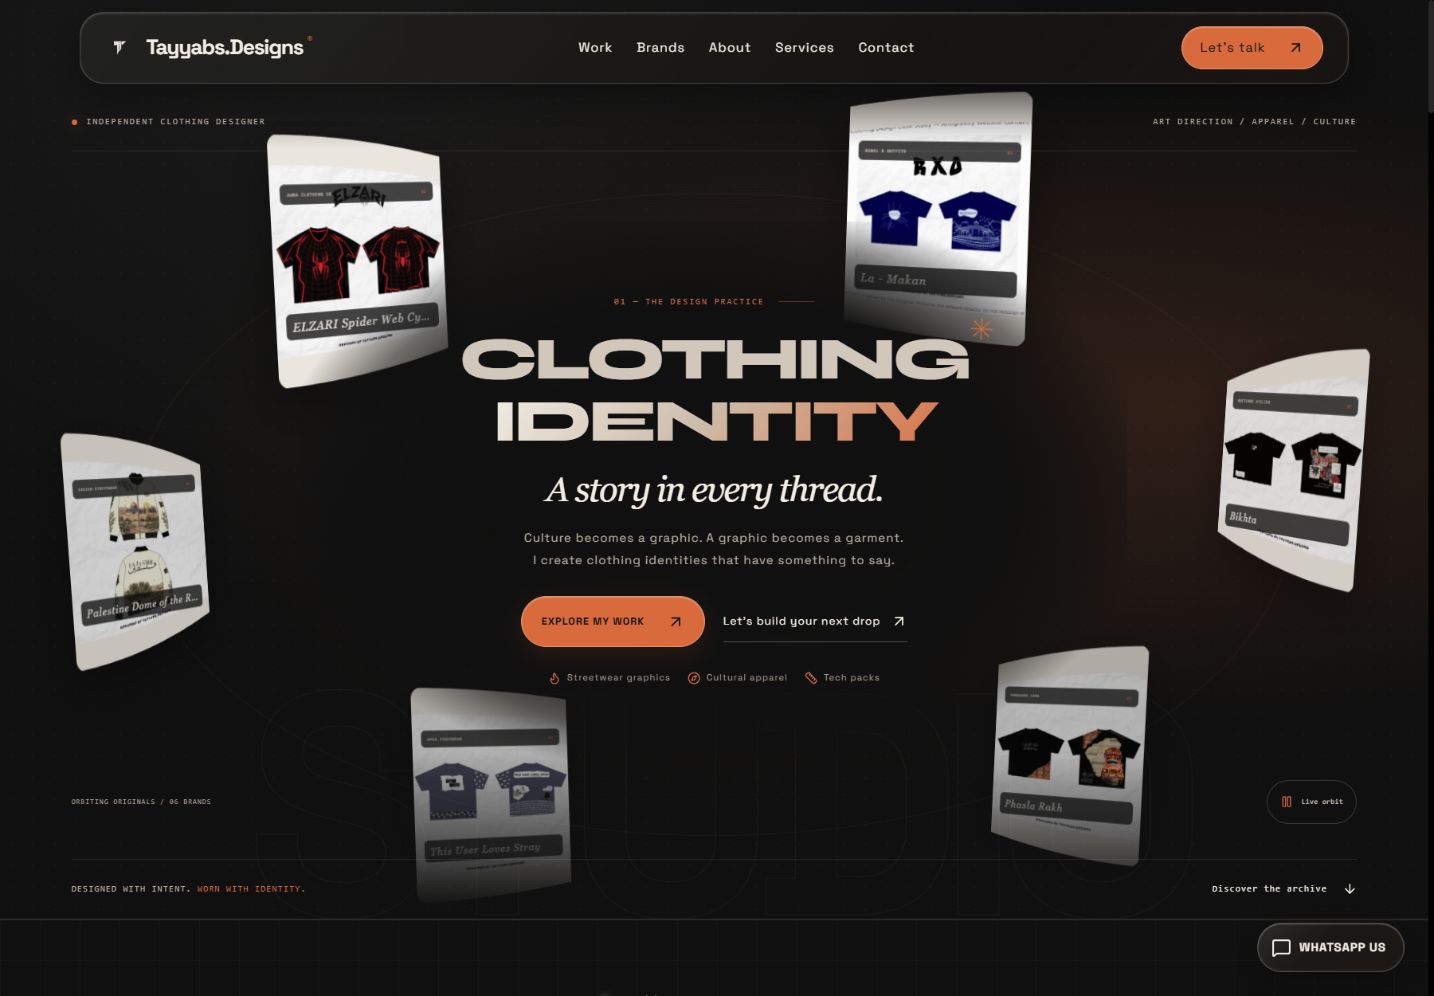 Tayyabs.Designs
Work Brands About Services Contact
Let's talk
INDEPENDENT CLOTHING DESIGNER
ART DIRECTION / APPAREL / CULTURE
ELZARI
ELZARI Spider Web Cy...
RXO
La - Makan
01 — THE DESIGN PRACTICE
CLOTHING
IDENTITY
A story in every thread.
Culture becomes a graphic. A graphic becomes a garment.
I create clothing identities that have something to say.
EXPLORE MY WORK
Let's build your next drop
Streetwear graphics Cultural apparel Tech packs
Palestine Dome of the R...
Bikhta
This User Loves Stray
Phasla Rakh
ORBITING ORIGINALS / 06 BRANDS
Live orbit
STUDIO
DESIGNED WITH INTENT. WORN WITH IDENTITY.
Discover the archive
WHATSAPP US